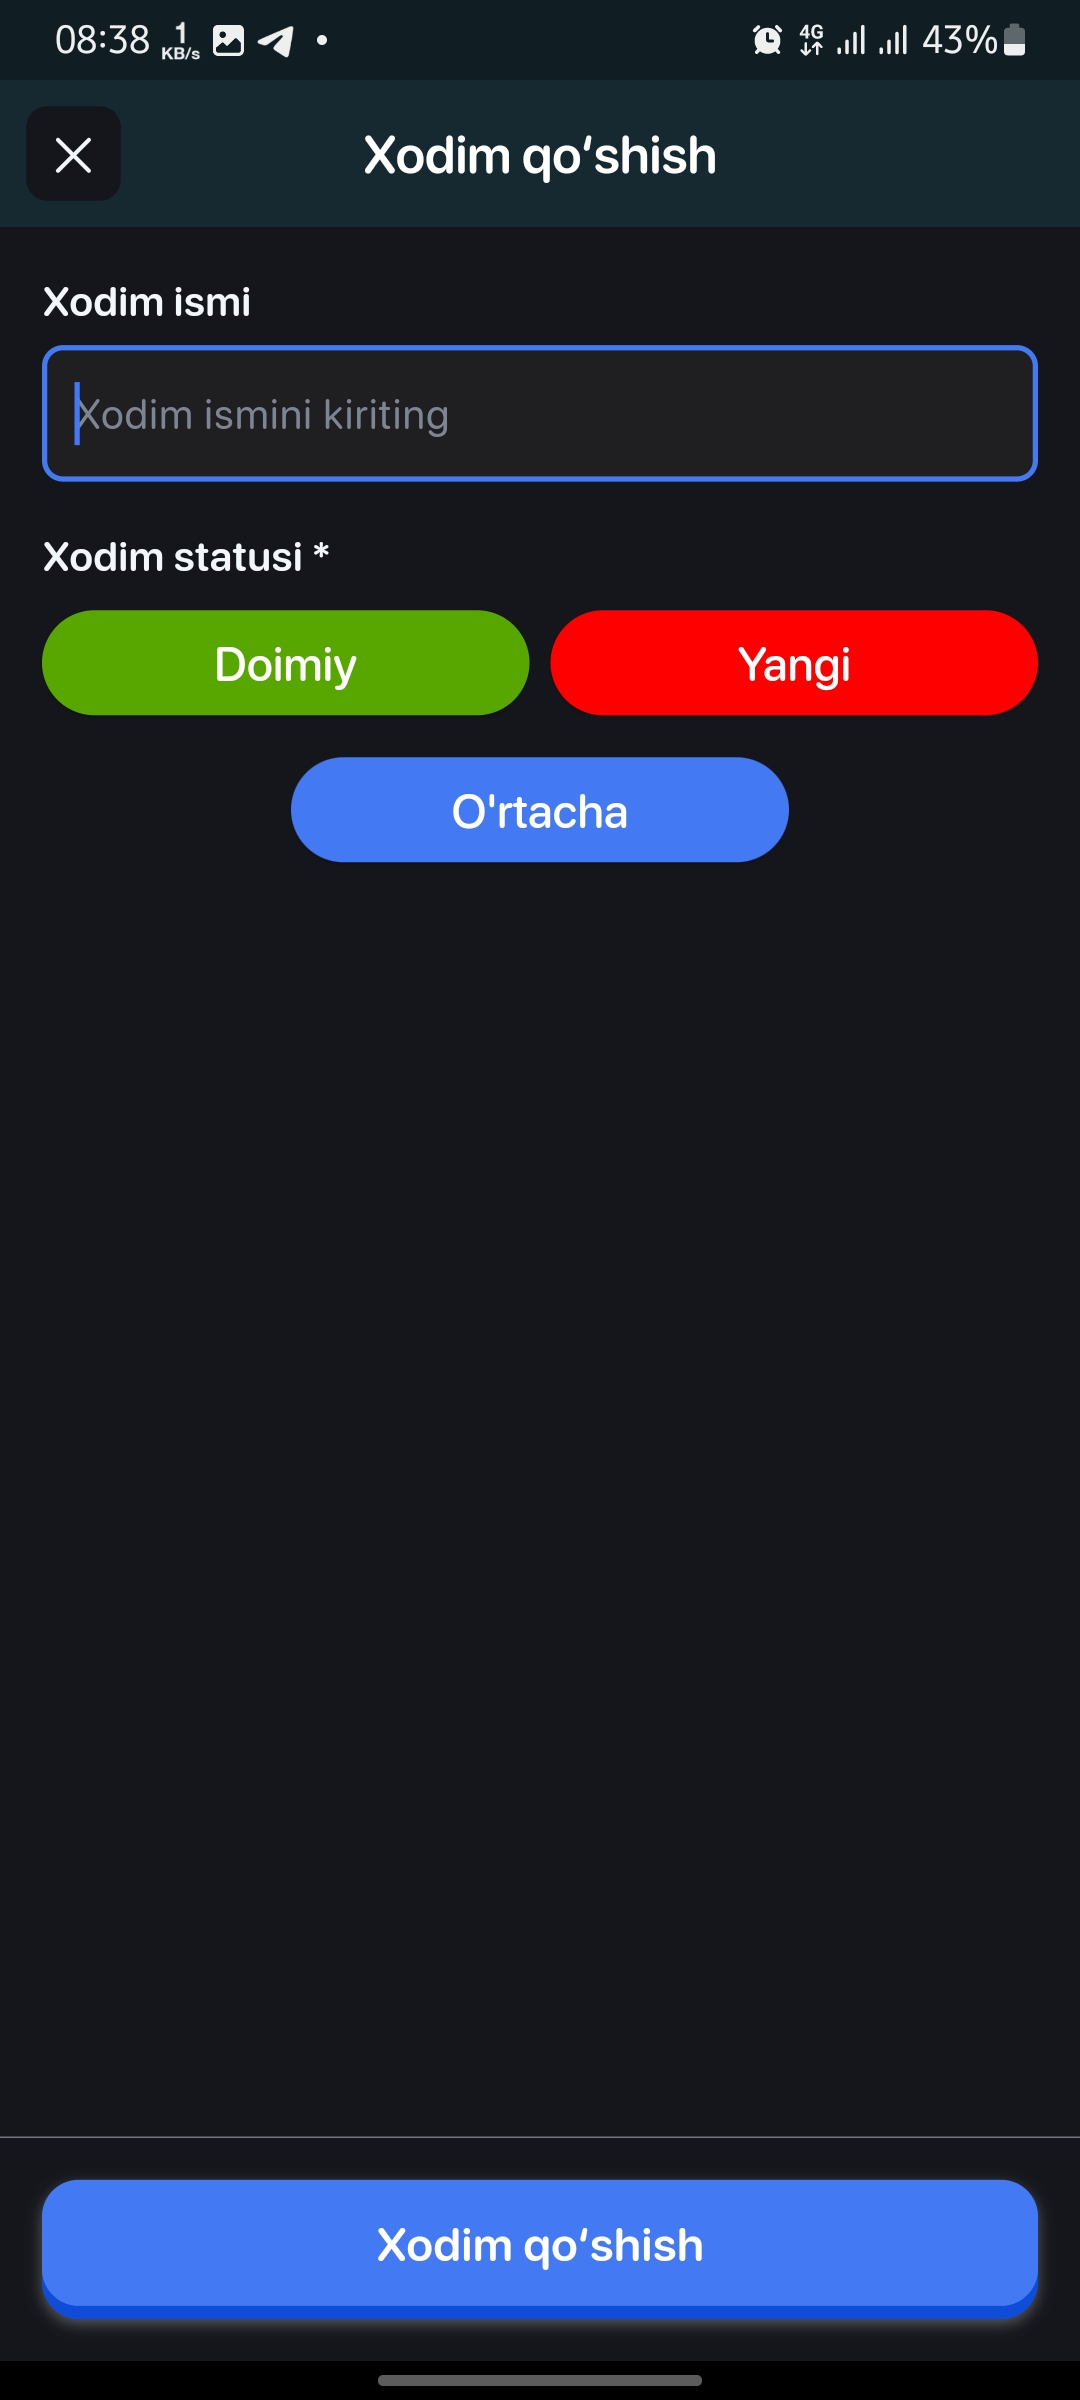 08:38 1 KB/s 4G 43%
Xodim qo‘shish
Xodim ismi
Xodim ismini kiriting
Xodim statusi *
Doimiy Yangi
O'rtacha
Xodim qo‘shish